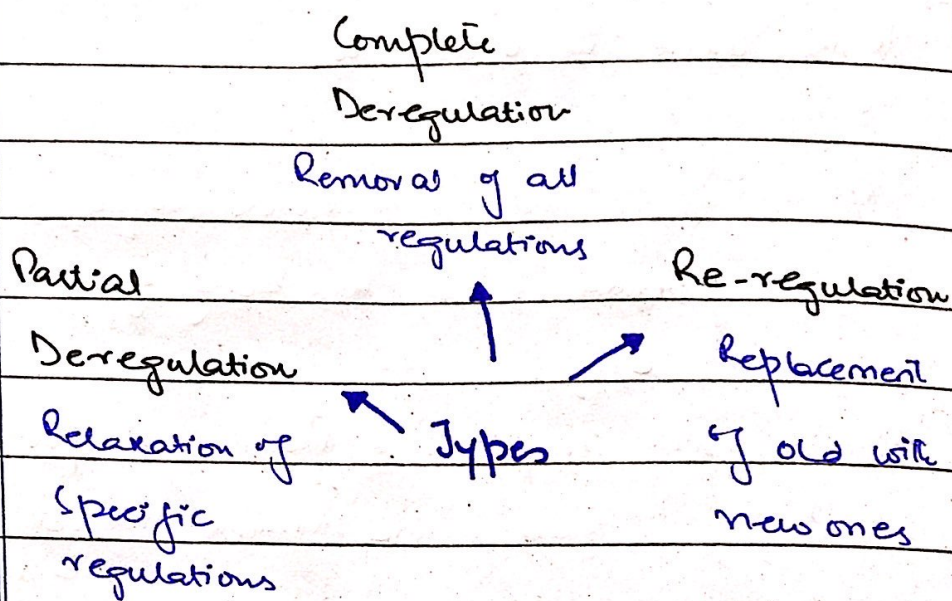 Complete
Deregulation
Removal of all
regulations
Partial
Deregulation
Relaxation of
Specific
regulations
Types
Re-regulation
Replacement
of old with
new ones